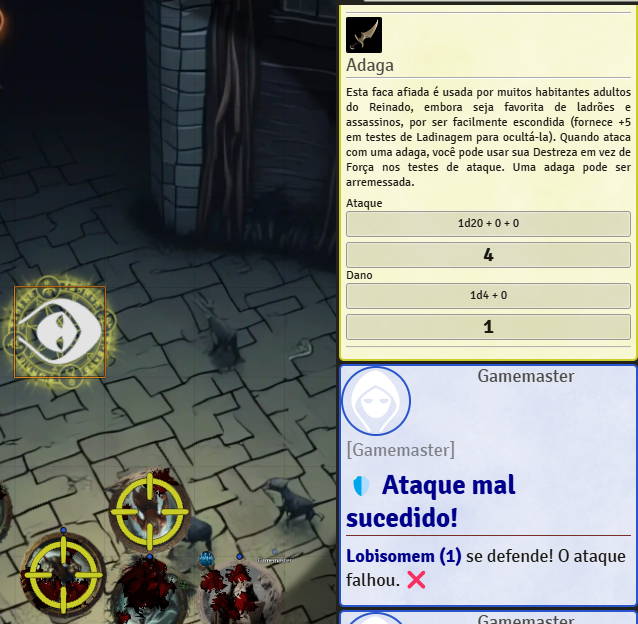 Adaga
Esta faca afiada é usada por muitos habitantes adultos
do Reinado, embora seja favorita de ladrões e
assassinos, por ser facilmente escondida (fornece +5
em testes de Ladinagem para ocultá-la). Quando ataca
com uma adaga, você pode usar sua Destreza em vez de
Força nos testes de ataque. Uma adaga pode ser
arremessada.
Ataque
1d20 + 0 + 0
4
Dano
1d4 + 0
1
Gamemaster
[Gamemaster]
Ataque mal
sucedido!
Lobisomem (1) se defende! O ataque
falhou.
Gamemaster
Gamemaster